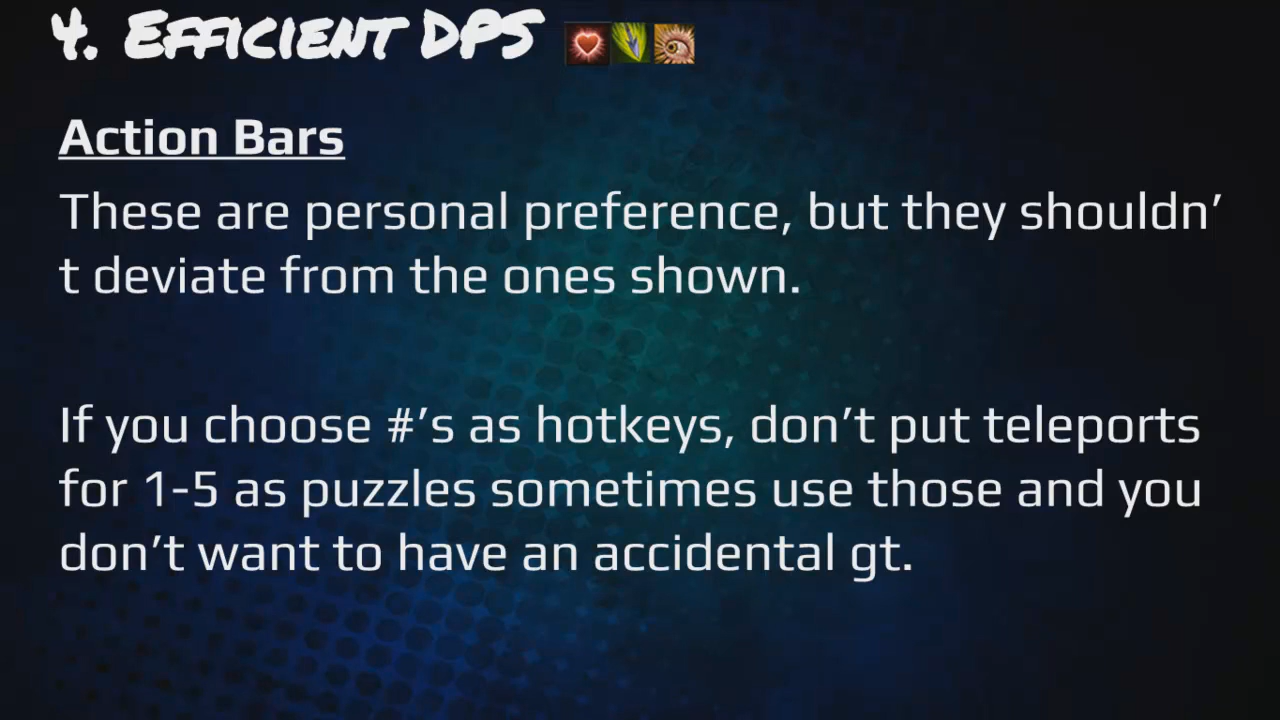 4. Efficient DPS
Action Bars
These are personal preference, but they shouldn’
t deviate from the ones shown.
If you choose #’s as hotkeys, don’t put teleports
for 1-5 as puzzles sometimes use those and you
don’t want to have an accidental gt.